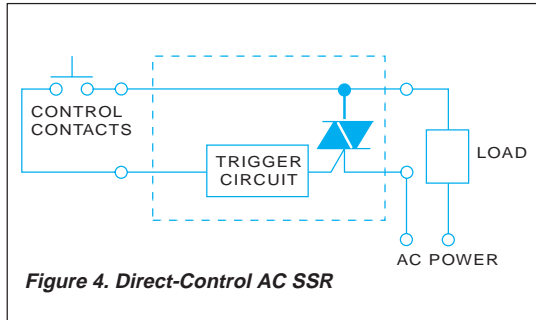 CONTROL
CONTACTS
TRIGGER
CIRCUIT
LOAD
AC POWER
Figure 4. Direct-Control AC SSR